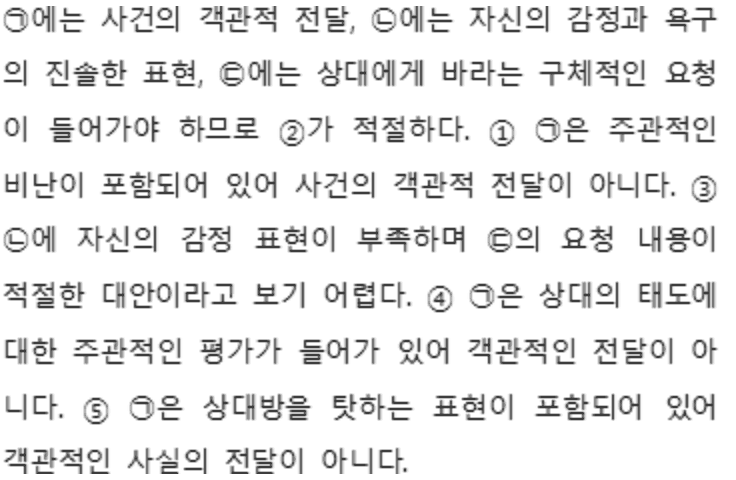 ㉠에는 사건의 객관적 전달, ㉡에는 자신의 감정과 욕구
의 진솔한 표현, ㉢에는 상대에게 바라는 구체적인 요청
이 들어가야 하므로 ②가 적절하다. ① ㉠은 주관적인
비난이 포함되어 있어 사건의 객관적 전달이 아니다. ③
㉡에 자신의 감정 표현이 부족하며 ㉢의 요청 내용이
적절한 대안이라고 보기 어렵다. ④ ㉠은 상대의 태도에
대한 주관적인 평가가 들어가 있어 객관적인 전달이 아
니다. ⑤ ㉠은 상대방을 탓하는 표현이 포함되어 있어
객관적인 사실의 전달이 아니다.